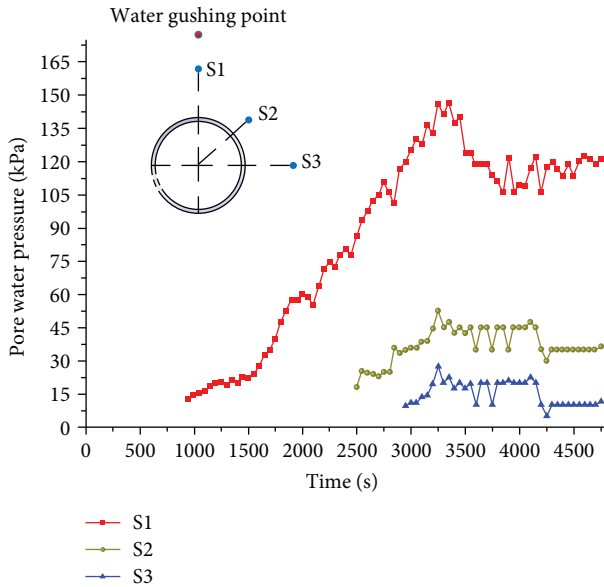 Water gushing point
S1
S2
S3
165
150
135
120
105
90
75
60
45
30
15
0
Pore water pressure (kPa)
0 500 1000 1500 2000 2500 3000 3500 4000 4500
Time (s)
S1
S2
S3